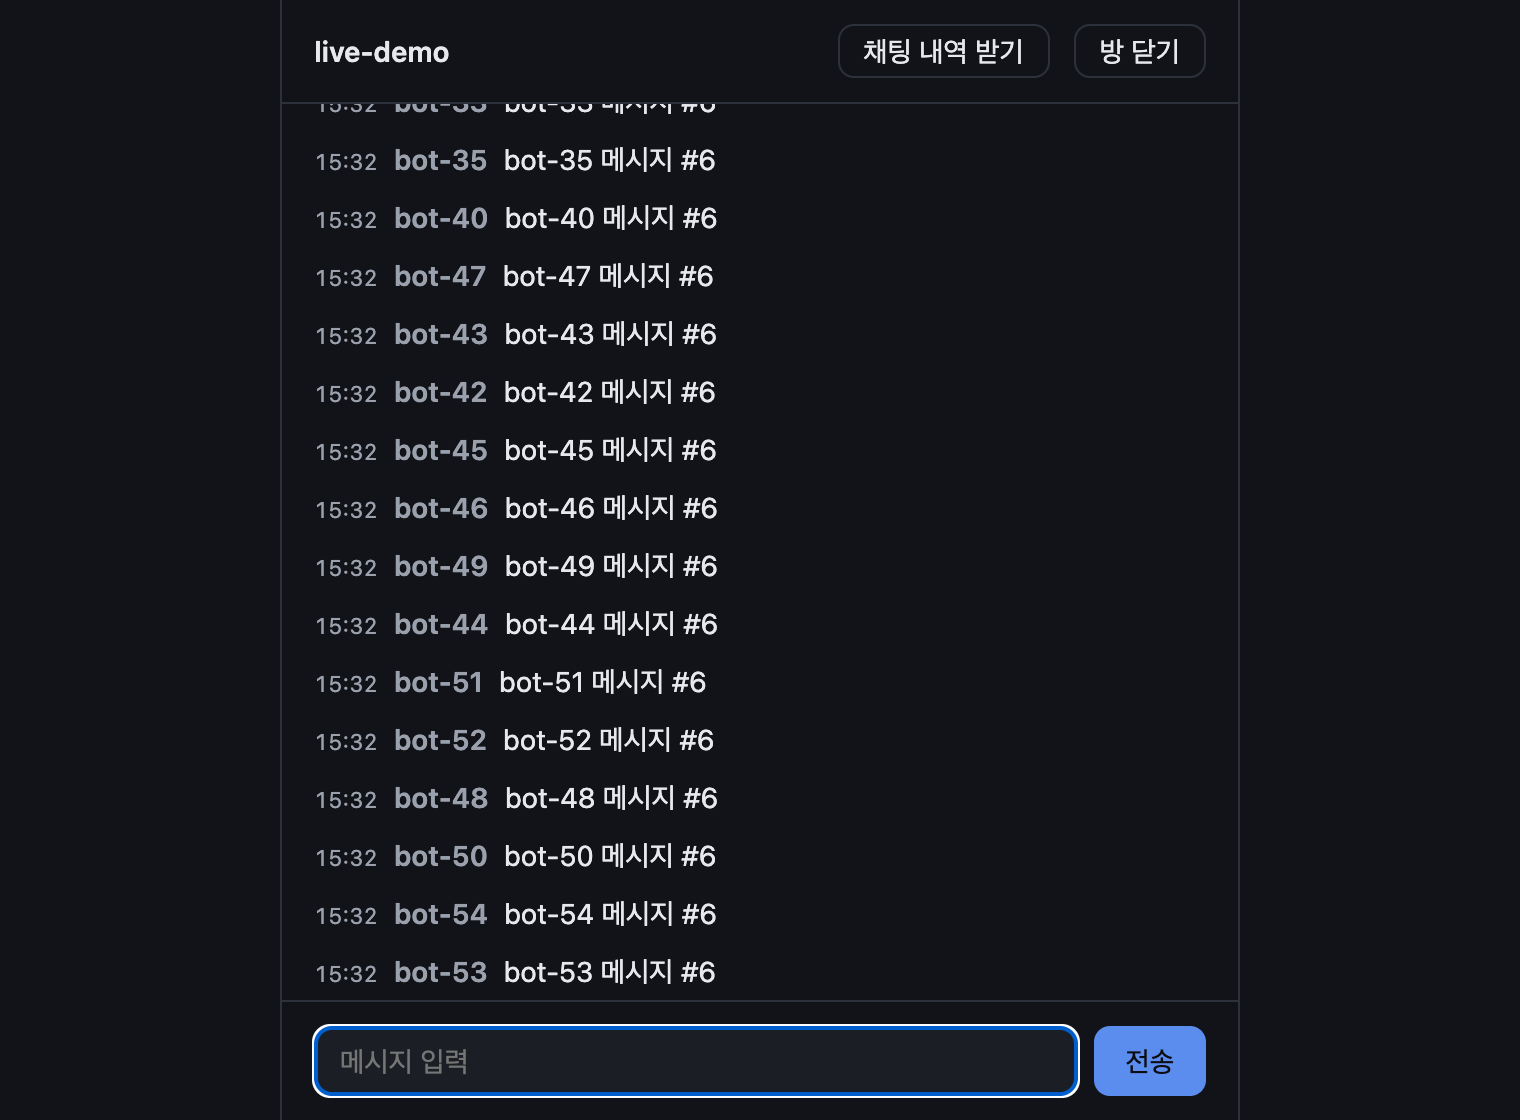 live-demo 채팅 내역 받기 방 닫기
15:32 bot-35 bot-35 메시지 #6
15:32 bot-40 bot-40 메시지 #6
15:32 bot-47 bot-47 메시지 #6
15:32 bot-43 bot-43 메시지 #6
15:32 bot-42 bot-42 메시지 #6
15:32 bot-45 bot-45 메시지 #6
15:32 bot-46 bot-46 메시지 #6
15:32 bot-49 bot-49 메시지 #6
15:32 bot-44 bot-44 메시지 #6
15:32 bot-51 bot-51 메시지 #6
15:32 bot-52 bot-52 메시지 #6
15:32 bot-48 bot-48 메시지 #6
15:32 bot-50 bot-50 메시지 #6
15:32 bot-54 bot-54 메시지 #6
15:32 bot-53 bot-53 메시지 #6
메시지 입력 전송